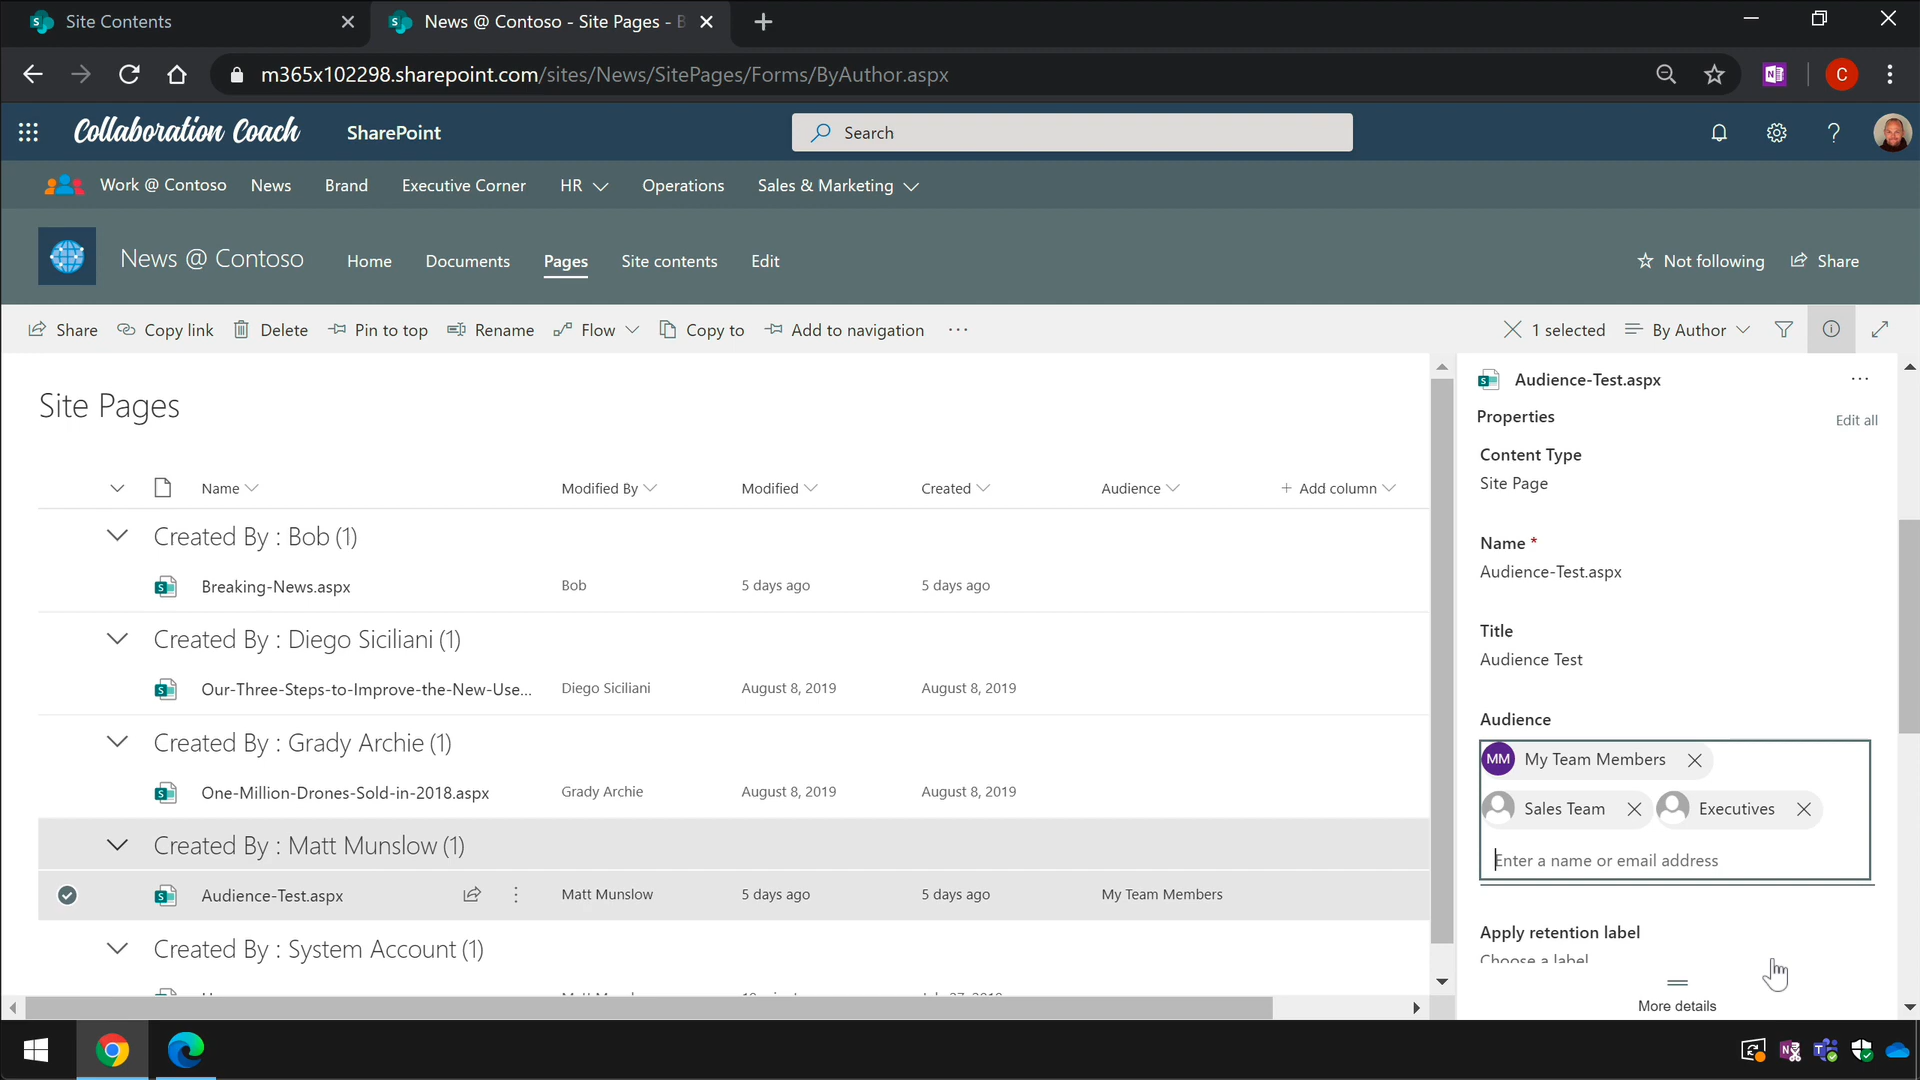 Site Contents
News @ Contoso - Site Pages - B
m365x102298.sharepoint.com/sites/News/SitePages/Forms/ByAuthor.aspx
C
Collaboration Coach
SharePoint
Search
Work @ Contoso
News
Brand
Executive Corner
HR
Operations
Sales & Marketing
News @ Contoso
Home
Documents
Pages
Site contents
Edit
Not following
Share
Share
Copy link
Delete
Pin to top
Rename
Flow
Copy to
Add to navigation
1 selected
By Author
Site Pages
Name
Modified By
Modified
Created
Audience
Add column
Created By : Bob (1)
Breaking-News.aspx
Bob
5 days ago
5 days ago
Created By : Diego Siciliani (1)
Our-Three-Steps-to-Improve-the-New-Use...
Diego Siciliani
August 8, 2019
August 8, 2019
Created By : Grady Archie (1)
One-Million-Drones-Sold-in-2018.aspx
Grady Archie
August 8, 2019
August 8, 2019
Created By : Matt Munslow (1)
Audience-Test.aspx
Matt Munslow
5 days ago
5 days ago
My Team Members
Created By : System Account (1)
Audience-Test.aspx
Properties
Edit all
Content Type
Site Page
Name *
Audience-Test.aspx
Title
Audience Test
Audience
MM My Team Members
Sales Team
Executives
Enter a name or email address
Apply retention label
Choose a label
More details